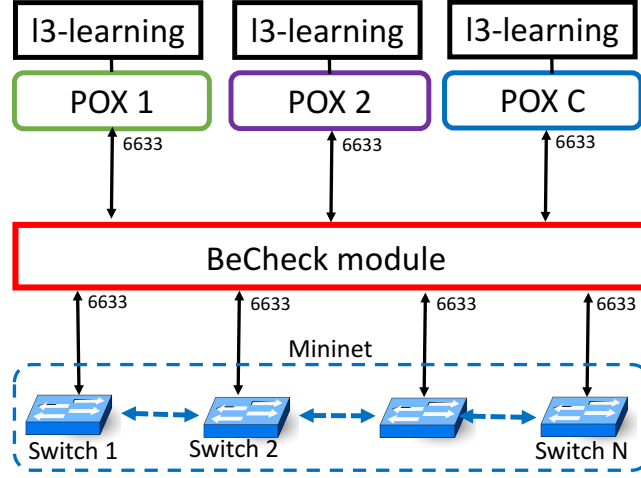 l3-learning
l3-learning
l3-learning
POX 1
POX 2
POX C
6633
6633
6633
BeCheck module
6633
6633
6633
6633
Mininet
Switch 1
Switch 2
Switch N